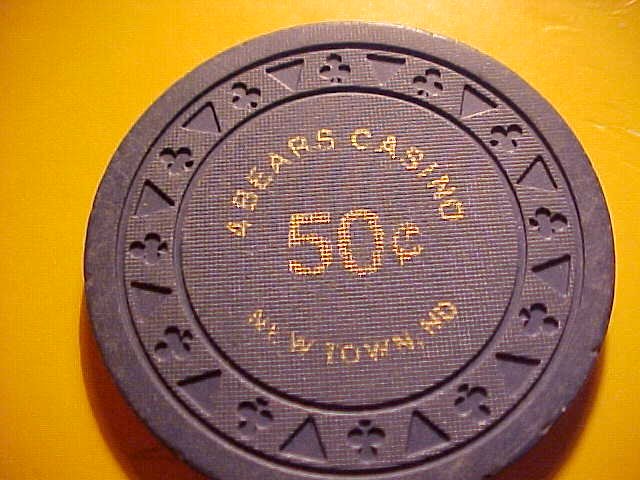 4 BEARS CASINO
50¢
NEW TOWN, ND